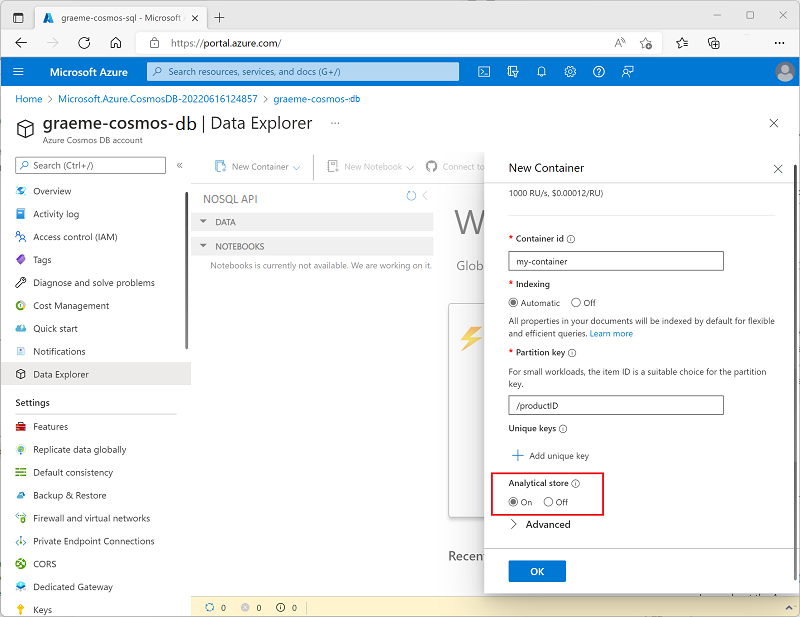 graeme-cosmos-sql - Microsoft
https://portal.azure.com/
Microsoft Azure
Search resources, services, and docs (G+/)
Home > Microsoft.Azure.CosmosDB-20220616124857 > graeme-cosmos-db
graeme-cosmos-db | Data Explorer ...
Azure Cosmos DB account
Search (Ctrl+/)
Overview
Activity log
Access control (IAM)
Tags
Diagnose and solve problems
Cost Management
Quick start
Notifications
Data Explorer
Settings
Features
Replicate data globally
Default consistency
Backup & Restore
Firewall and virtual networks
Private Endpoint Connections
CORS
Dedicated Gateway
Keys
New Container
New Notebook
Connect to
NOSQL API
DATA
NOTEBOOKS
Notebooks is currently not available. We are working on it.
W
Glob
Recen
0 0 0
New Container
1000 RU/s, $0.00012/RU)
* Container id
my-container
* Indexing
Automatic Off
All properties in your documents will be indexed by default for flexible
and efficient queries. Learn more
* Partition key
For small workloads, the item ID is a suitable choice for the partition
key.
/productID
Unique keys
Add unique key
Analytical store
On Off
Advanced
OK